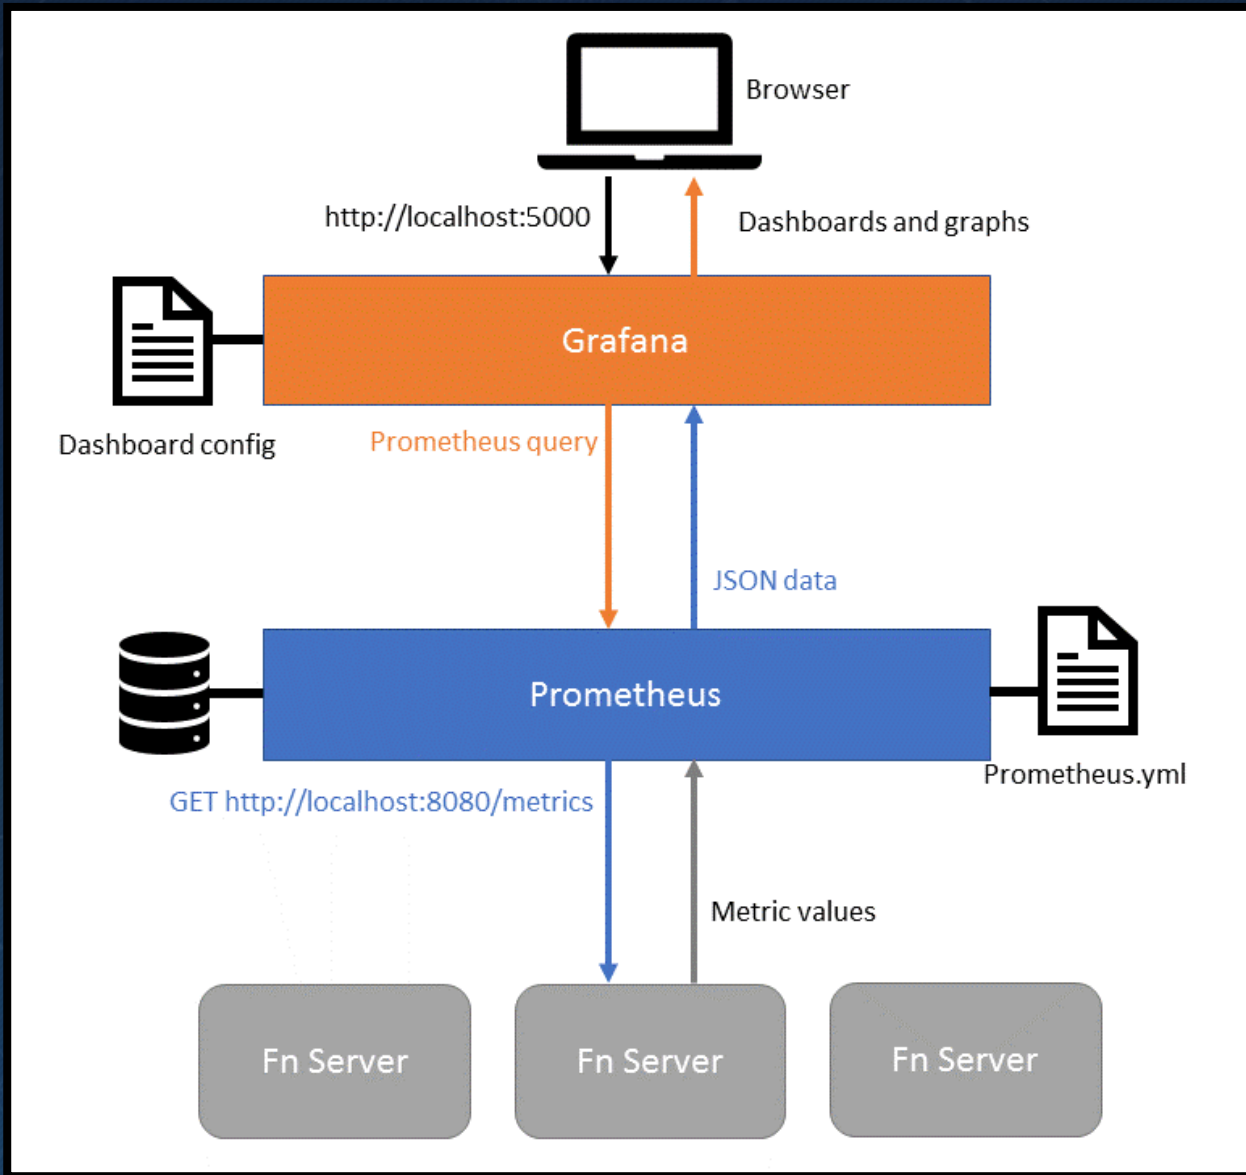 Browser
http://localhost:5000
Dashboards and graphs
Grafana
Dashboard config
Prometheus query
JSON data
Prometheus
Prometheus.yml
GET http://localhost:8080/metrics
Metric values
Fn Server
Fn Server
Fn Server